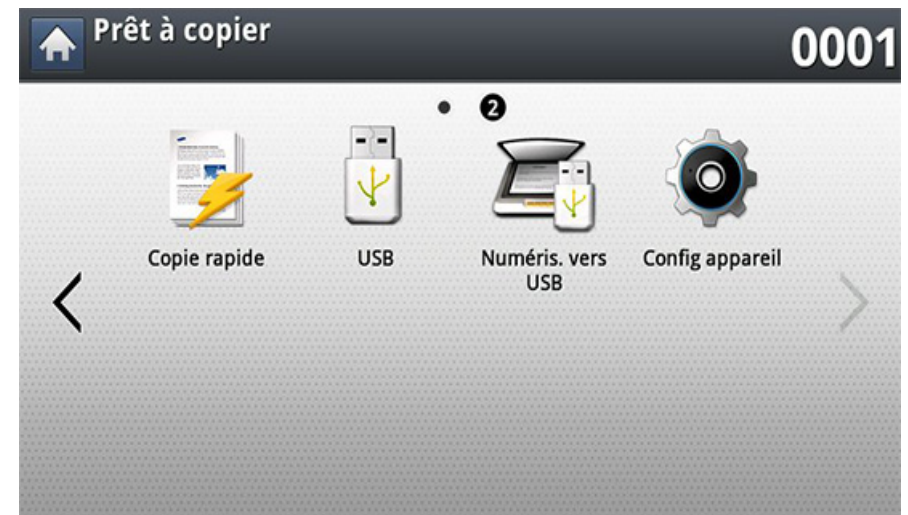 Prêt à copier
0001
2
Copie rapide
USB
Numéris. vers
USB
Config appareil